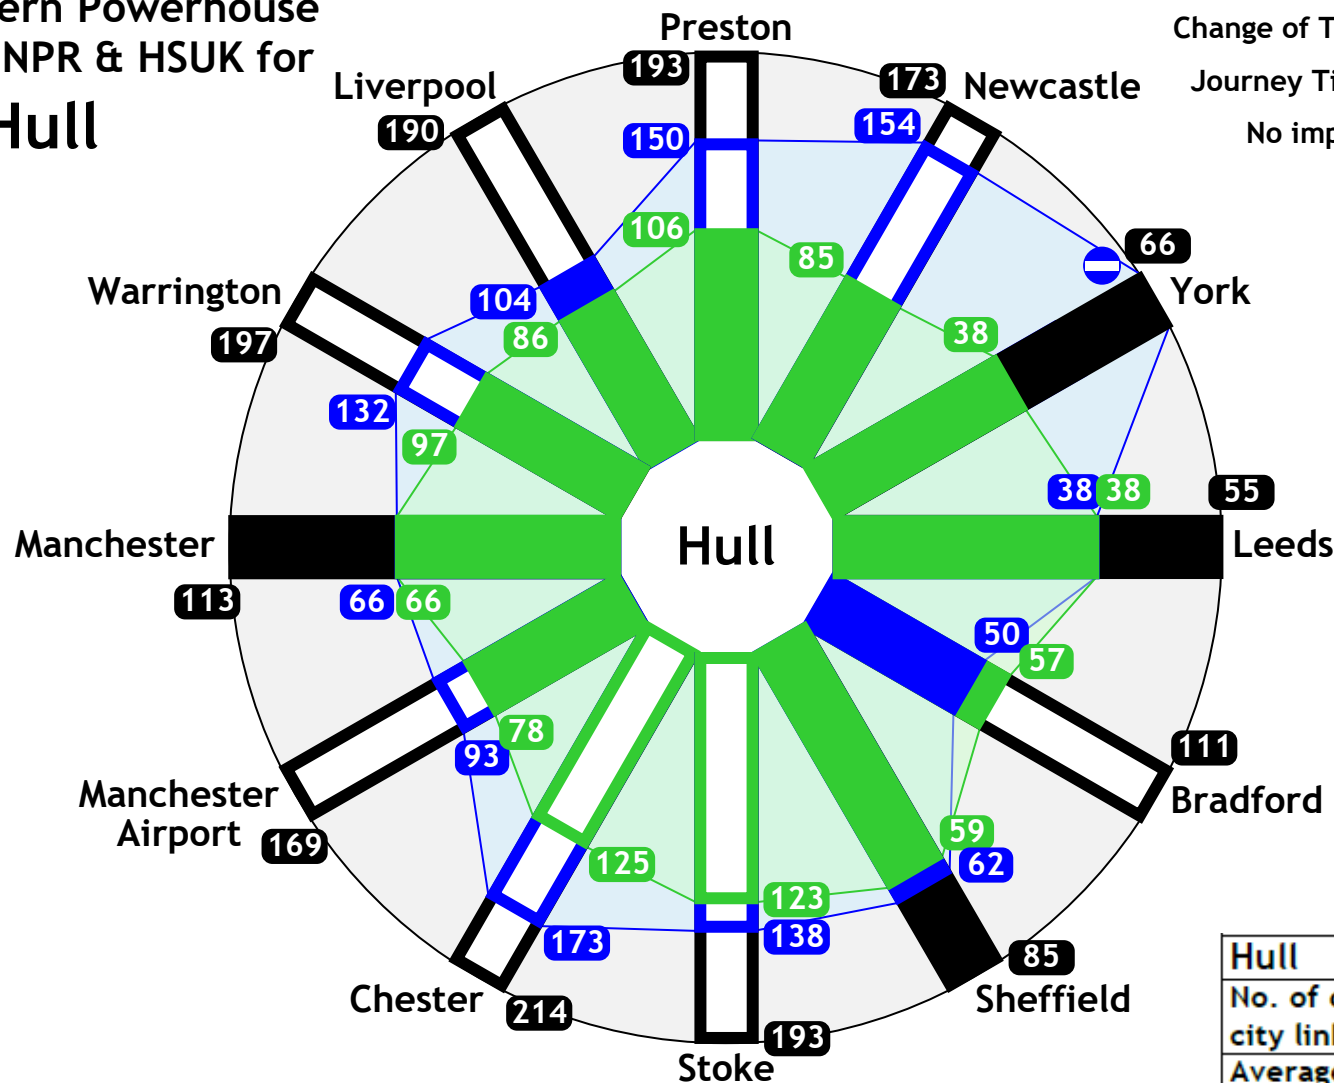 ern Powerhouse
NPR & HSUK for
Hull
Change of T
Journey Ti
No imp
Preston
193
150
106
Liverpool
190
104
86
Newcastle
173
154
85
Warrington
197
132
97
66
York
38
Manchester
113
66
66
Hull
38
38
55
Leeds
Manchester
Airport
169
93
78
50
57
111
Bradford
Chester
214
173
125
Stoke
193
138
123
59
62
85
Sheffield
Hull
No. of
city lin
Average